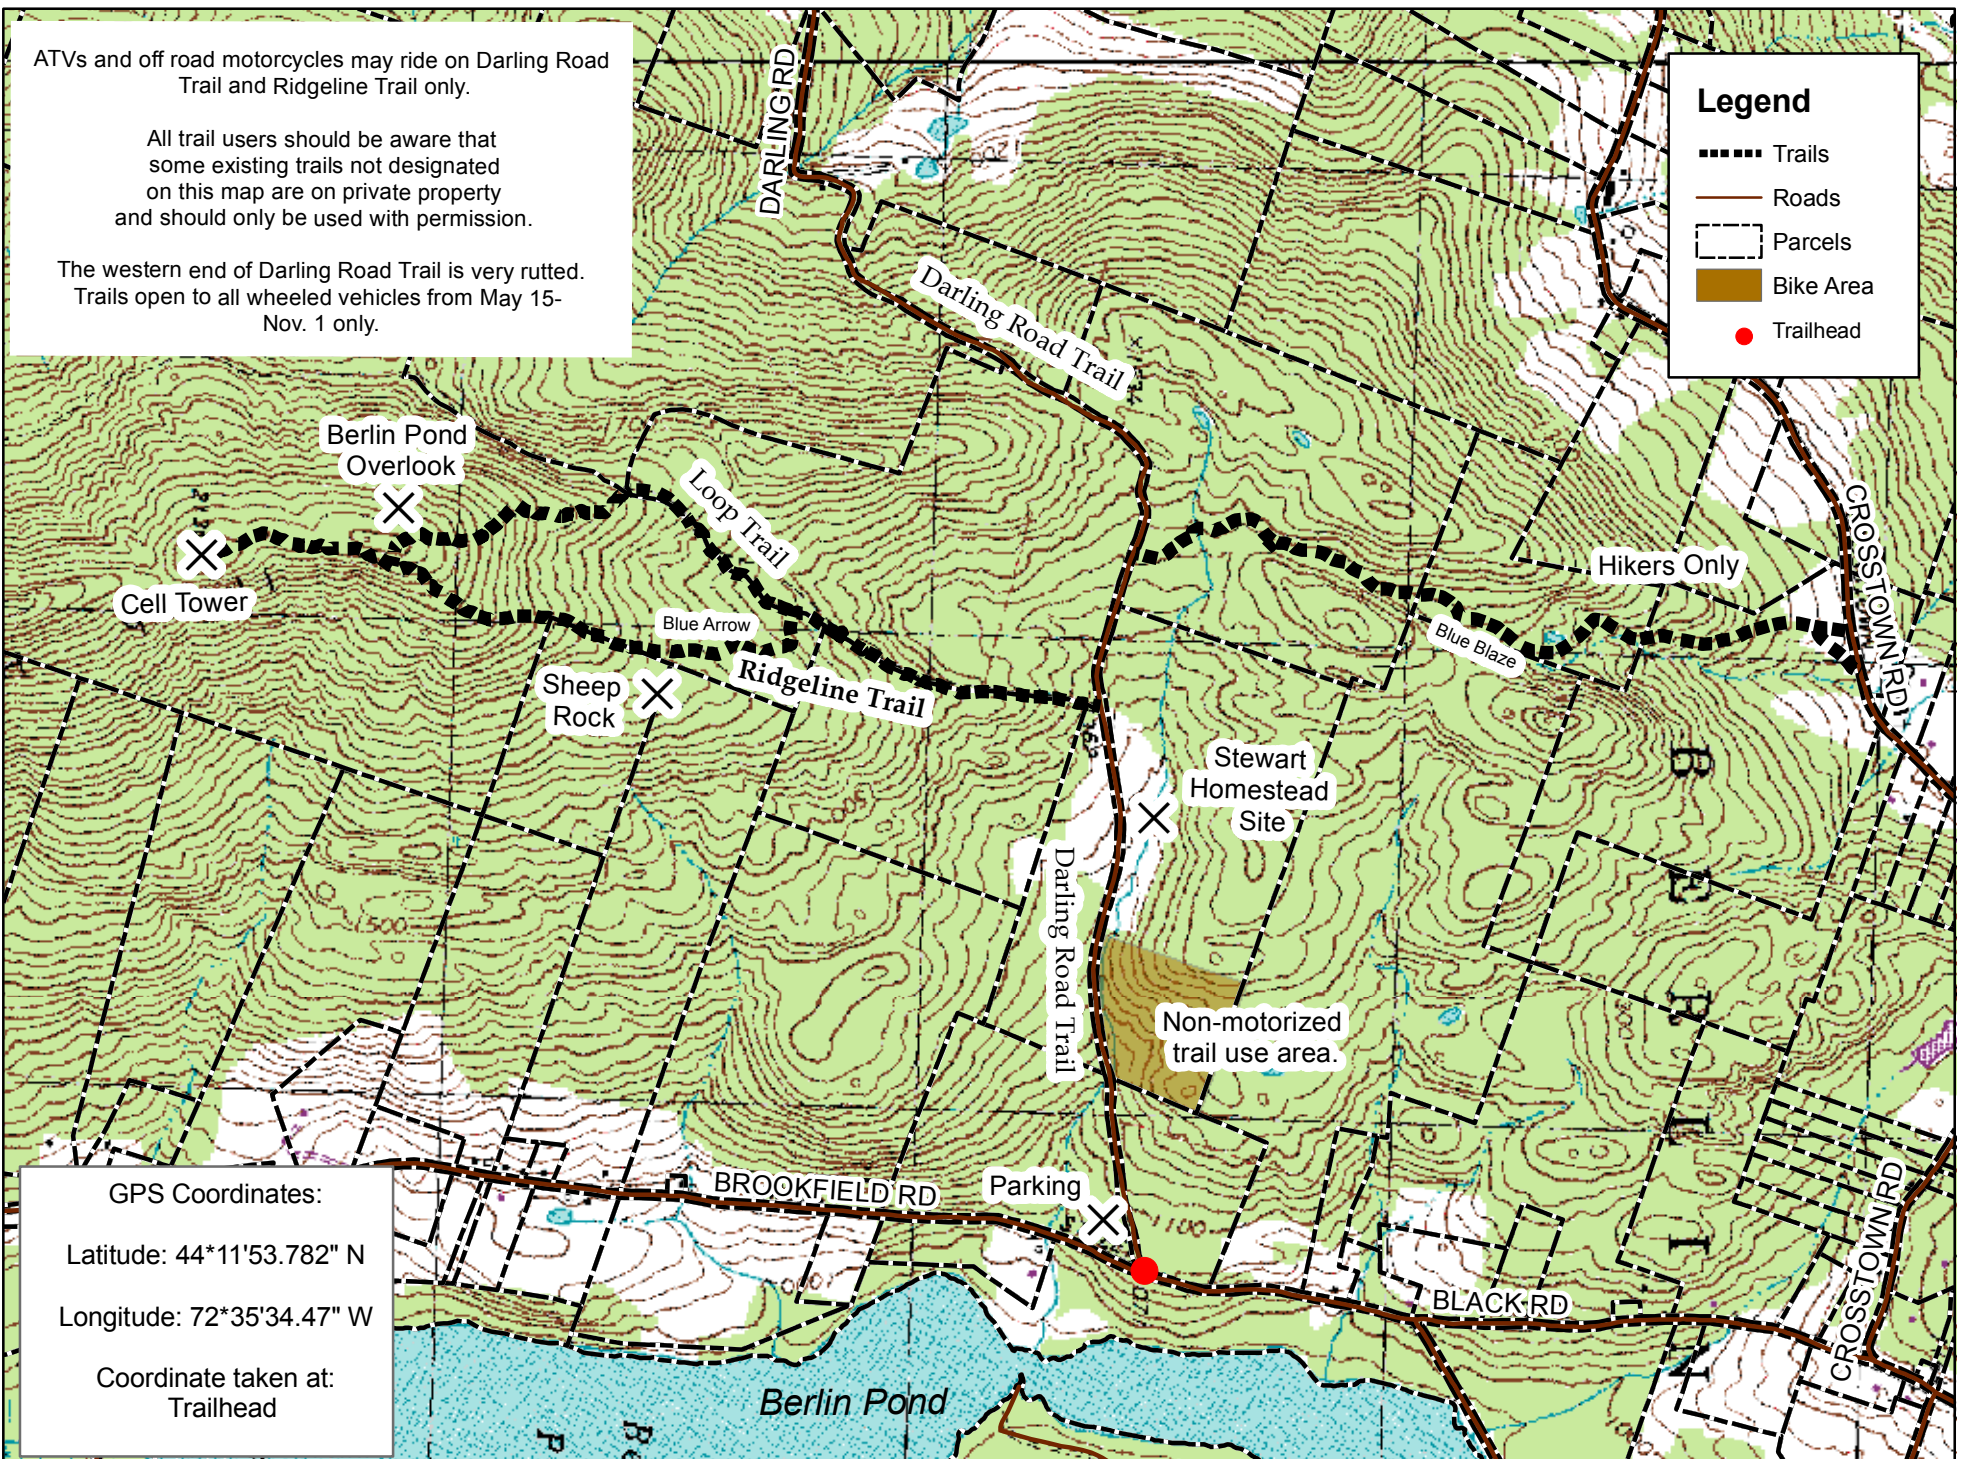 ATVs and off road motorcycles may ride on Darling Road
Trail and Ridgeline Trail only.
All trail users should be aware that
some existing trails not designated
on this map are on private property
and should only be used with permission.
The western end of Darling Road Trail is very rutted.
Trails open to all wheeled vehicles from May 15-
Nov. 1 only.
DARLING RD
Legend
Trails
Roads
Parcels
Bike Area
Trailhead
Darling Road Trail
Berlin Pond
Overlook
Loop Trail
Cell Tower
Blue Arrow
Hikers Only
CROSSTOWN RD
Blue Blaze
Sheep
Rock
Ridgeline Trail
Stewart
Homestead
Site
Darling Road Trail
500
1500
Non-motorized
trail use area.
B
E
R
L
I
N
GPS Coordinates:
Latitude: 44*11'53.782" N
Longitude: 72*35'34.47" W
Coordinate taken at:
Trailhead
BROOKFIELD RD
Parking
1100
BLACK RD
CROSSTOWN RD
1000
1000
Berlin Pond
Be
P